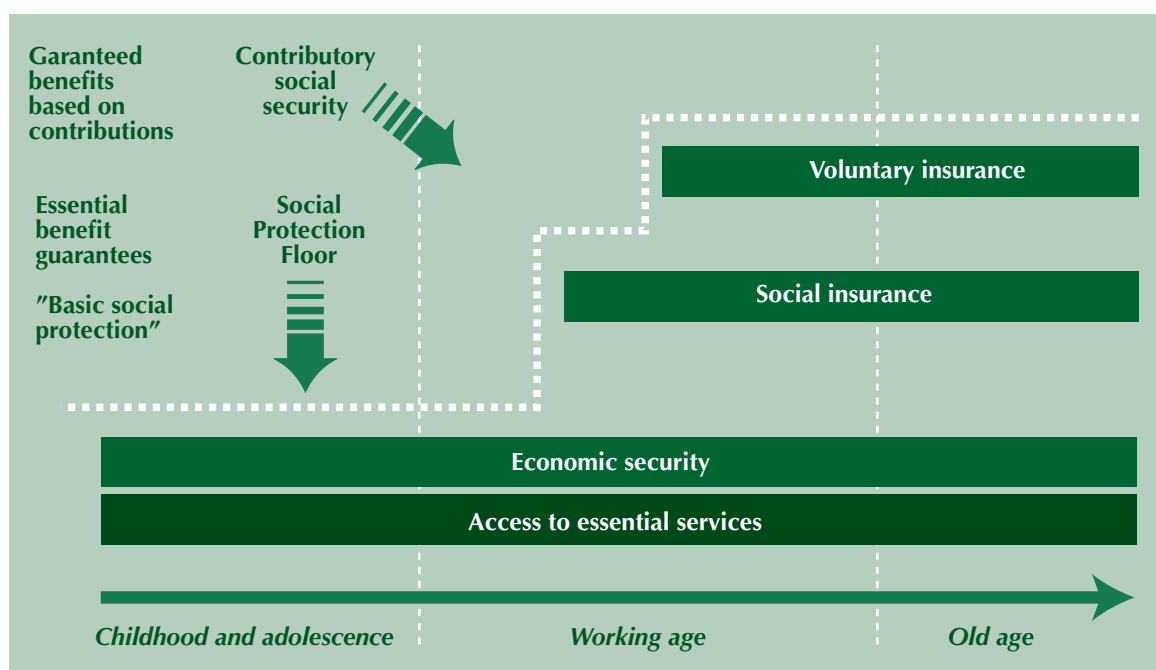 Garanteed
benefits
based on
contributions
Contributory
social
security
Voluntary insurance
Essential
benefit
guarantees
"Basic social
protection"
Social
Protection
Floor
Social insurance
Economic security
Access to essential services
Childhood and adolescence
Working age
Old age